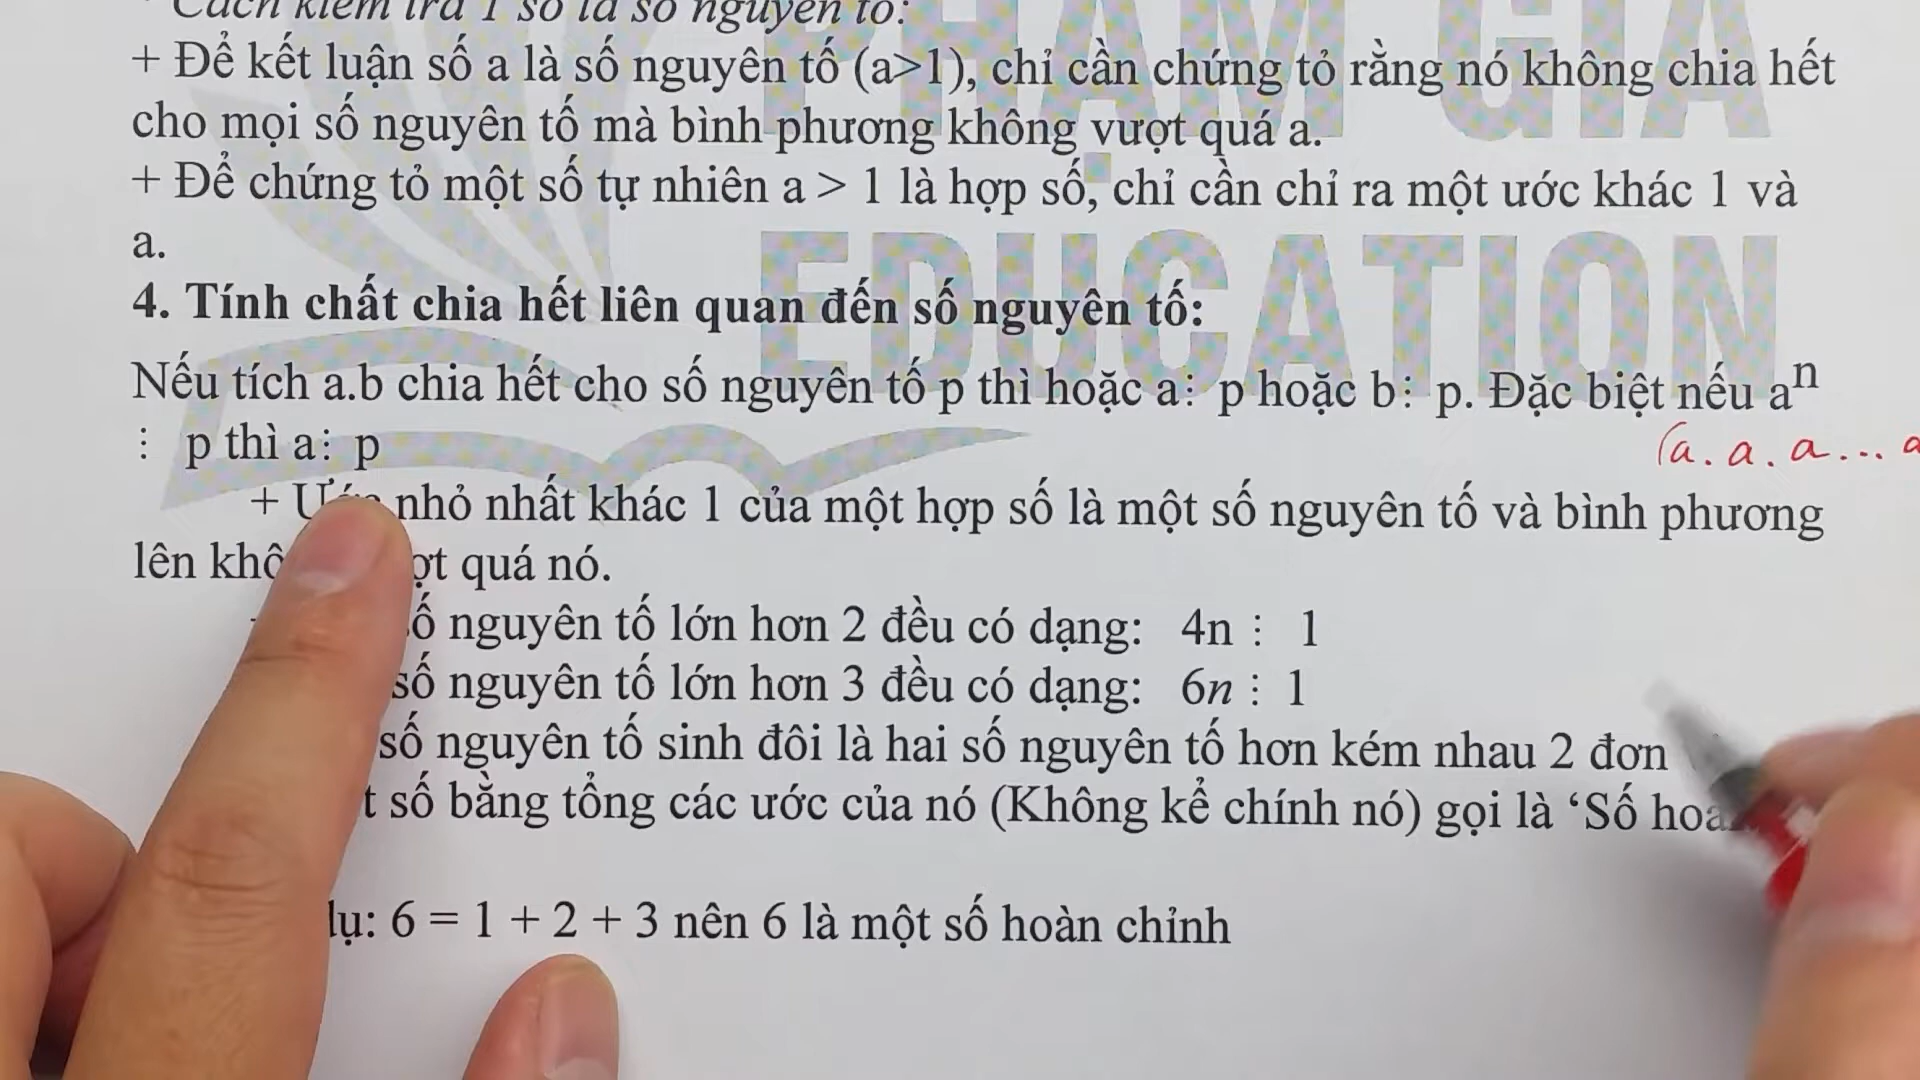 Cách kiểm tra 1 số là số nguyên tố:
+ Để kết luận số a là số nguyên tố (a>1), chỉ cần chứng tỏ rằng nó không chia hết
cho mọi số nguyên tố mà bình phương không vượt quá a.
+ Để chứng tỏ một số tự nhiên a > 1 là hợp số, chỉ cần chỉ ra một ước khác 1 và
a.
4. Tính chất chia hết liên quan đến số nguyên tố:
Nếu tích a.b chia hết cho số nguyên tố p thì hoặc a⋮ p hoặc b⋮ p. Đặc biệt nếu aⁿ
⋮ p thì a⋮ p
(a. a. a... a
+ Ước nhỏ nhất khác 1 của một hợp số là một số nguyên tố và bình phương
lên quá nó.
số nguyên tố lớn hơn 2 đều có dạng: 4n ⋮ 1
số nguyên tố lớn hơn 3 đều có dạng: 6n ⋮ 1
số nguyên tố sinh đôi là hai số nguyên tố hơn kém nhau 2 đơn
số bằng tổng các ước của nó (Không kể chính nó) gọi là ‘Số
6 = 1 + 2 + 3 nên 6 là một số hoàn chỉnh
PHẠM GIA
EDUCATION